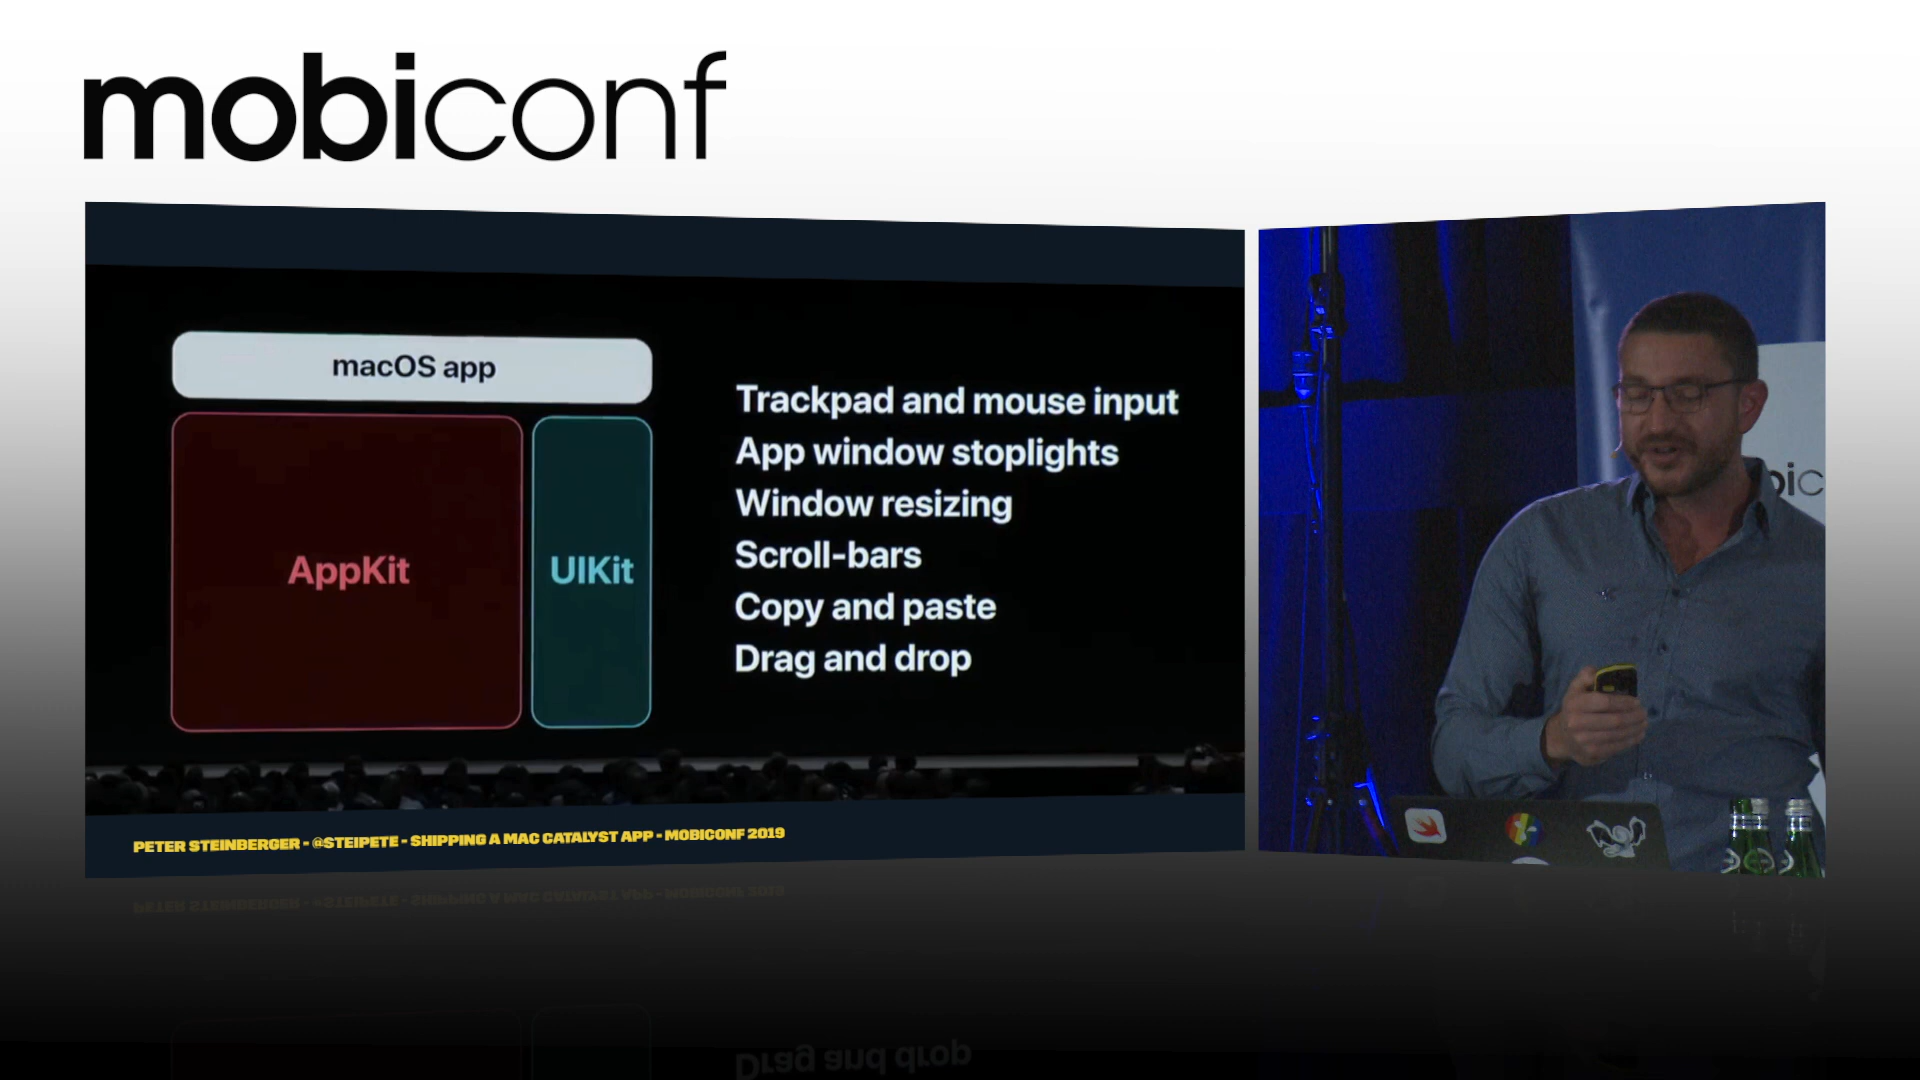 mobiconf
macOS app
AppKit
UIKit
Trackpad and mouse input
App window stoplights
Window resizing
Scroll-bars
Copy and paste
Drag and drop
PETER STEINBERGER - @STEIPETE - SHIPPING A MAC CATALYST APP - MOBICONF 2019
bic